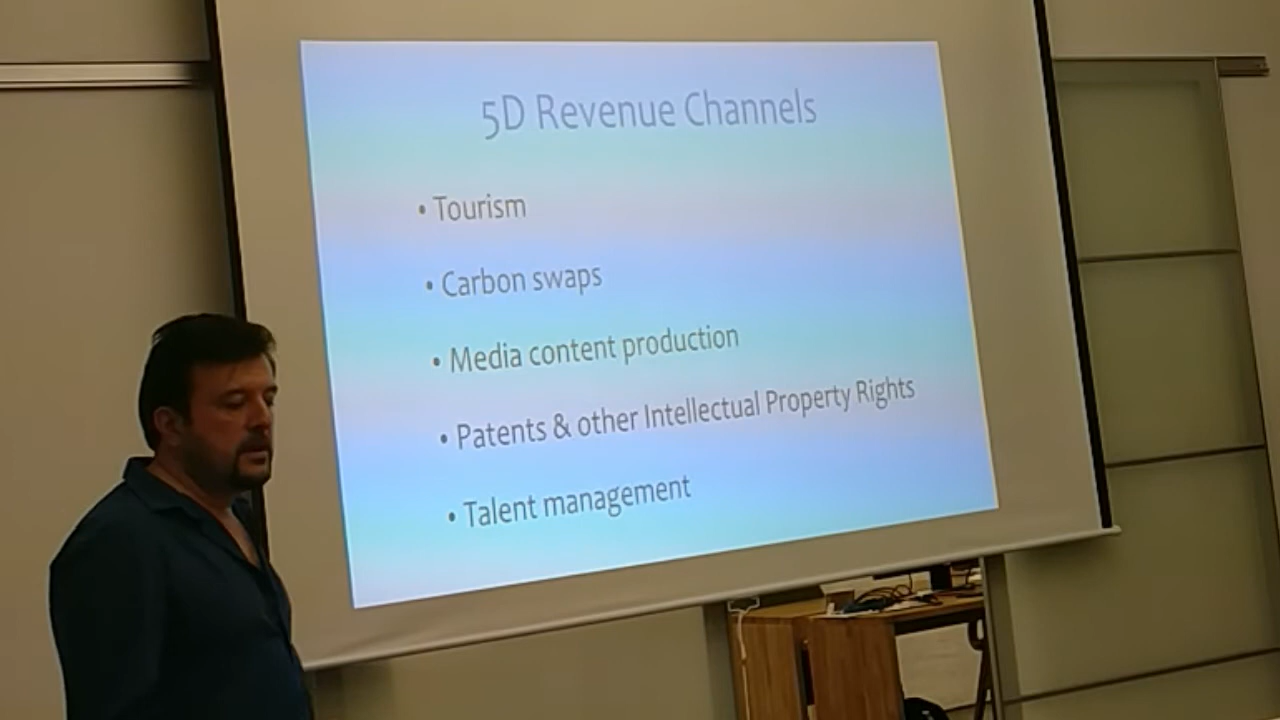 5D Revenue Channels
• Tourism
• Carbon swaps
• Media content production
• Patents & other Intellectual Property Rights
• Talent management